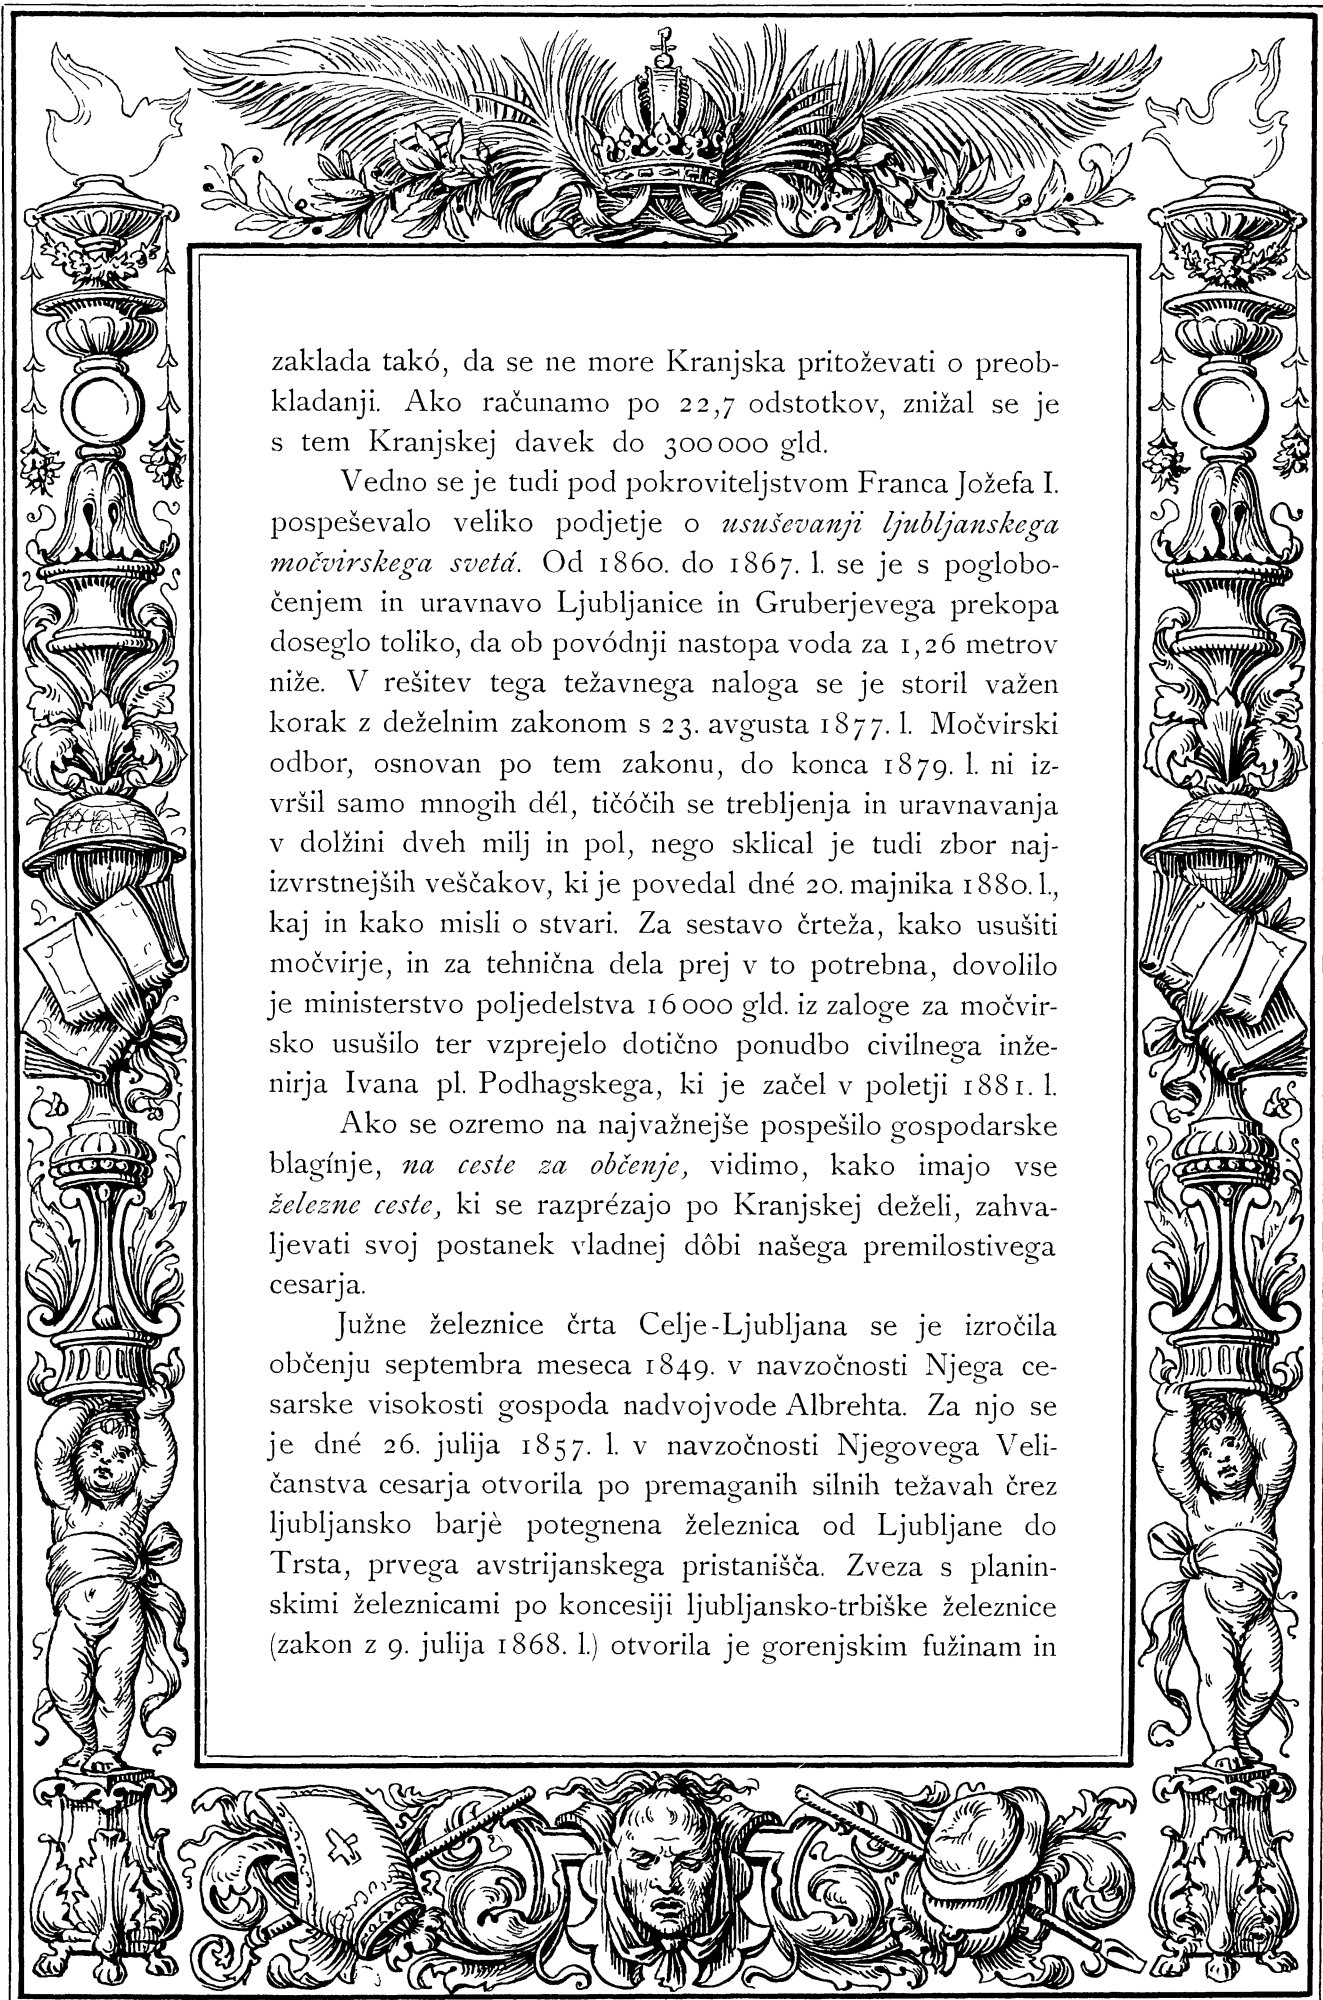 zaklada takó, da se ne more Kranjska pritoževati o preob-
kladanji. Ako računamo po 22,7 odstotkov, znižal se je
s tem Kranjskej davek do 300000 gld.
Vedno se je tudi pod pokroviteljstvom Franca Jožefa I.
pospeševalo veliko podjetje o usuševanji ljubljanskega
močvirskega svetá. Od 1860. do 1867. l. se je s poglobo-
čenjem in uravnavo Ljubljanice in Gruberjevega prekopa
doseglo toliko, da ob povódnji nastopa voda za 1,26 metrov
niže. V rešitev tega težavnega naloga se je storil važen
korak z deželnim zakonom s 23. avgusta 1877. l. Močvirski
odbor, osnovan po tem zakonu, do konca 1879. l. ni iz-
vršil samo mnogih dél, tičóčih se trebljenja in uravnavanja
v dolžini dveh milj in pol, nego sklical je tudi zbor naj-
izvrstnejših veščakov, ki je povedal dné 20. majnika 1880. l.,
kaj in kako misli o stvari. Za sestavo črteža, kako usušiti
močvirje, in za tehnična dela prej v to potrebna, dovolilo
je ministerstvo poljedelstva 16000 gld. iz zaloge za močvir-
sko usušilo ter vzprejelo dotično ponudbo civilnega inže-
nirja Ivana pl. Podhagskega, ki je začel v poletji 1881. l.
Ako se ozremo na najvažnejše pospešilo gospodarske
blagínje, na ceste za občenje, vidimo, kako imajo vse
železne ceste, ki se razprézajo po Kranjskej deželi, zahva-
ljevati svoj postanek vladnej dôbi našega premilostivega
cesarja.
Južne železnice črta Celje-Ljubljana se je izročila
občenju septembra meseca 1849. v navzočnosti Njega ce-
sarske visokosti gospoda nadvojvode Albrehta. Za njo se
je dné 26. julija 1857. l. v navzočnosti Njegovega Veli-
čanstva cesarja otvorila po premaganih silnih težavah črez
ljubljansko barjè potegnena železnica od Ljubljane do
Trsta, prvega avstrijanskega pristanišča. Zveza s planin-
skimi železnicami po koncesiji ljubljansko-trbiške železnice
(zakon z 9. julija 1868. l.) otvorila je gorenjskim fužinam in